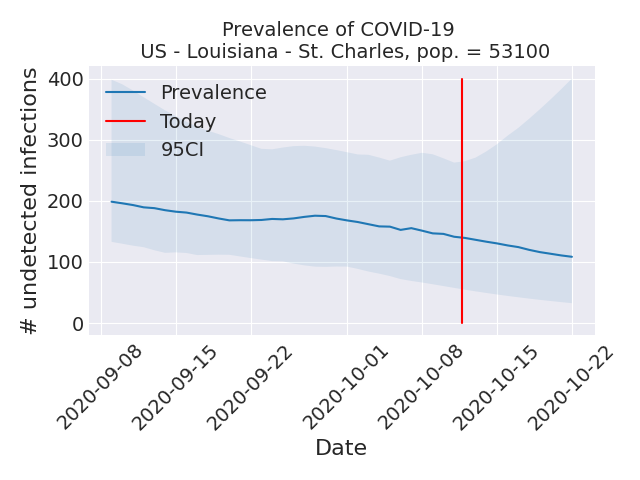 Prevalence of COVID-19
US - Louisiana - St. Charles, pop. = 53100
# undetected infections
400
300
200
100
0
Prevalence
Today
95CI
2020-09-08
2020-09-15
2020-09-22
2020-10-01
2020-10-08
2020-10-15
2020-10-22
Date